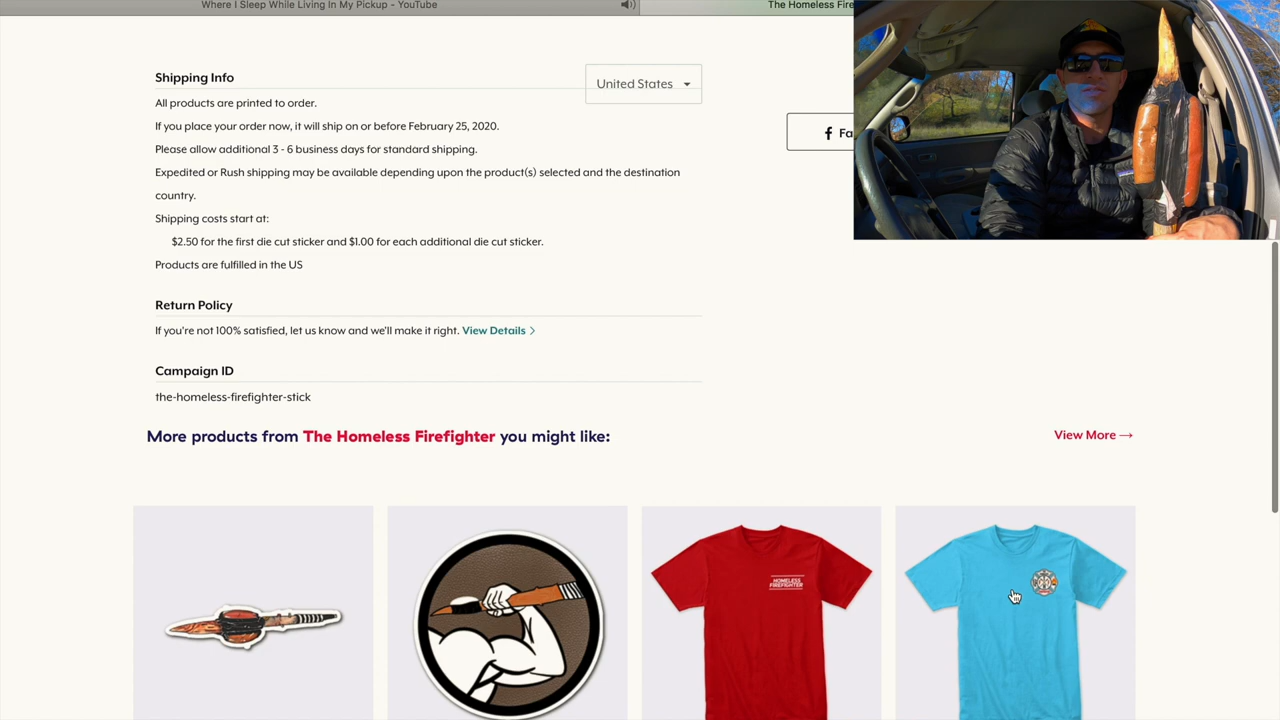 Where I Sleep While Living In My Pickup - YouTube
The Homeless Fire
Shipping Info
United States
All products are printed to order.
If you place your order now, it will ship on or before February 25, 2020.
Fa
Please allow additional 3 - 6 business days for standard shipping.
Expedited or Rush shipping may be available depending upon the product(s) selected and the destination
country.
Shipping costs start at:
$2.50 for the first die cut sticker and $1.00 for each additional die cut sticker.
Products are fulfilled in the US
Return Policy
If you're not 100% satisfied, let us know and we'll make it right. View Details >
Campaign ID
the-homeless-firefighter-stick
More products from The Homeless Firefighter you might like:
View More →
HOMELESS
FIREFIGHTER